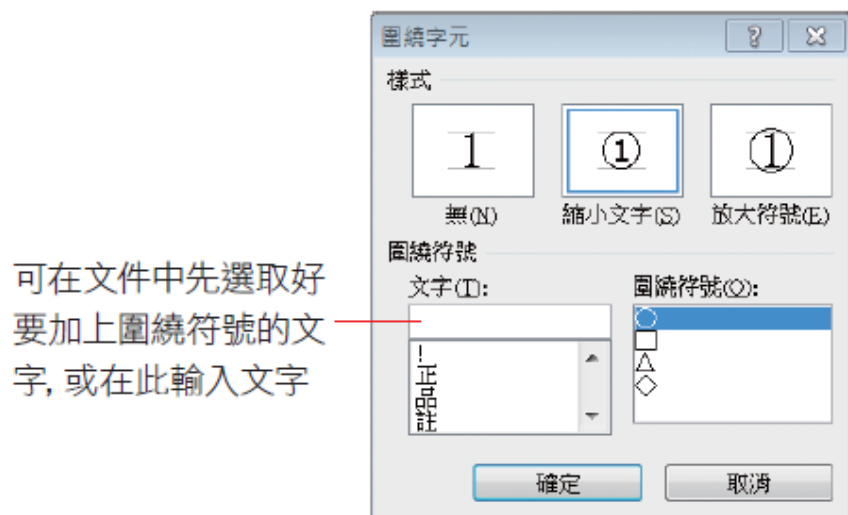 圍繞字元
樣式
1
①
①
無(N)
縮小文字(S)
放大符號(E)
圍繞符號
文字(T):
圍繞符號(O):
可在文件中先選取好
要加上圍繞符號的文
字, 或在此輸入文字
!
正
品
註
○
□
△
◇
確定
取消